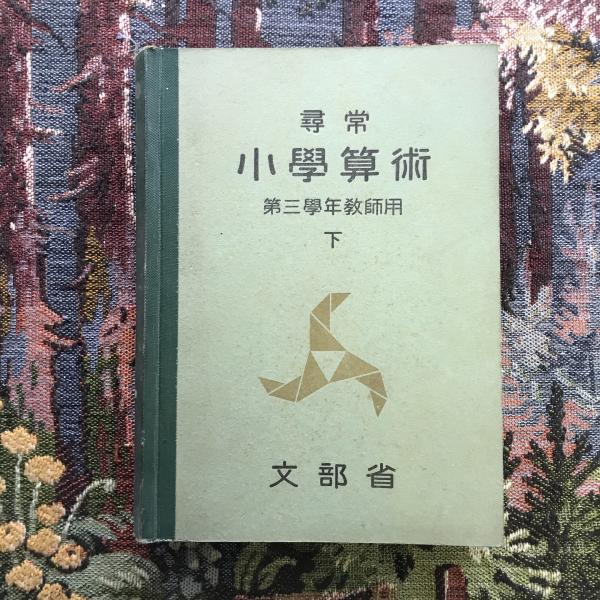 尋常
小學算術
第三學年教師用
下
文部省